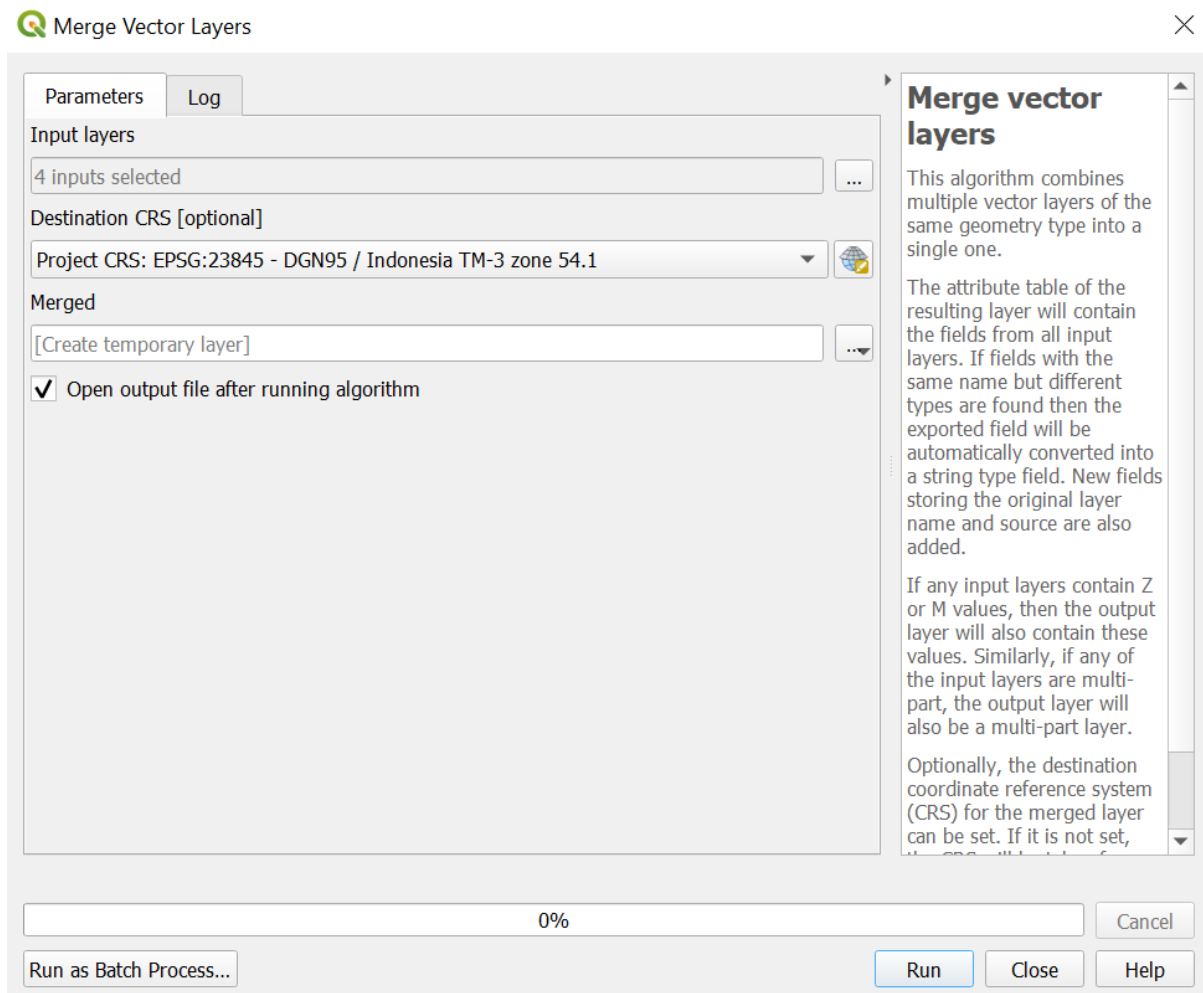 Merge Vector Layers
Parameters
Log
Input layers
4 inputs selected
...
Destination CRS [optional]
Project CRS: EPSG:23845 - DGN95 / Indonesia TM-3 zone 54.1
Merged
[Create temporary layer]
...
Open output file after running algorithm
Merge vector
layers
This algorithm combines
multiple vector layers of the
same geometry type into a
single one.
The attribute table of the
resulting layer will contain
the fields from all input
layers. If fields with the
same name but different
types are found then the
exported field will be
automatically converted into
a string type field. New fields
storing the original layer
name and source are also
added.
If any input layers contain Z
or M values, then the output
layer will also contain these
values. Similarly, if any of
the input layers are multi-
part, the output layer will
also be a multi-part layer.
Optionally, the destination
coordinate reference system
(CRS) for the merged layer
can be set. If it is not set,
0%
Cancel
Run as Batch Process...
Run
Close
Help